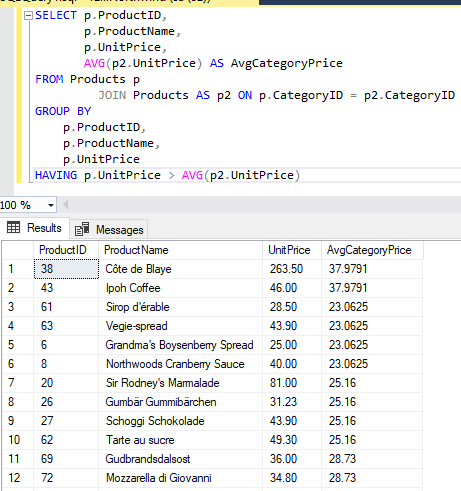 SELECT p.ProductID,
p.ProductName,
p.UnitPrice,
AVG(p2.UnitPrice) AS AvgCategoryPrice
FROM Products p
JOIN Products AS p2 ON p.CategoryID = p2.CategoryID
GROUP BY
p.ProductID,
p.ProductName,
p.UnitPrice
HAVING p.UnitPrice > AVG(p2.UnitPrice)
100 %
Results Messages
ProductID ProductName UnitPrice AvgCategoryPrice
1 38 Côte de Blaye 263.50 37.9791
2 43 Ipoh Coffee 46.00 37.9791
3 61 Sirop d'érable 28.50 23.0625
4 63 Vegie-spread 43.90 23.0625
5 6 Grandma's Boysenberry Spread 25.00 23.0625
6 8 Northwoods Cranberry Sauce 40.00 23.0625
7 20 Sir Rodney's Marmalade 81.00 25.16
8 26 Gumbär Gummibärchen 31.23 25.16
9 27 Schoggi Schokolade 43.90 25.16
10 62 Tarte au sucre 49.30 25.16
11 69 Gudbrandsdalsost 36.00 28.73
12 72 Mozzarella di Giovanni 34.80 28.73